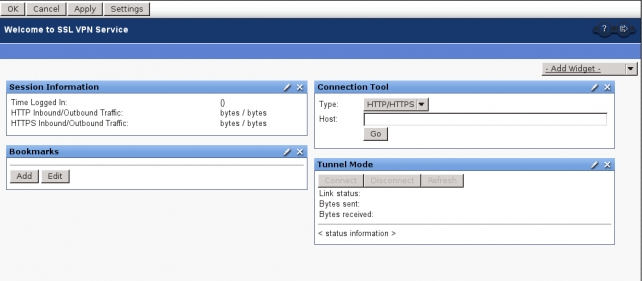 OK Cancel Apply Settings
Welcome to SSL VPN Service ?
- Add Widget -
Session Information
Time Logged In: ()
HTTP Inbound/Outbound Traffic: bytes / bytes
HTTPS Inbound/Outbound Traffic: bytes / bytes
Bookmarks
Add Edit
Connection Tool
Type: HTTP/HTTPS
Host:
Go
Tunnel Mode
Connect Disconnect Refresh
Link status:
Bytes sent:
Bytes received:
< status information >